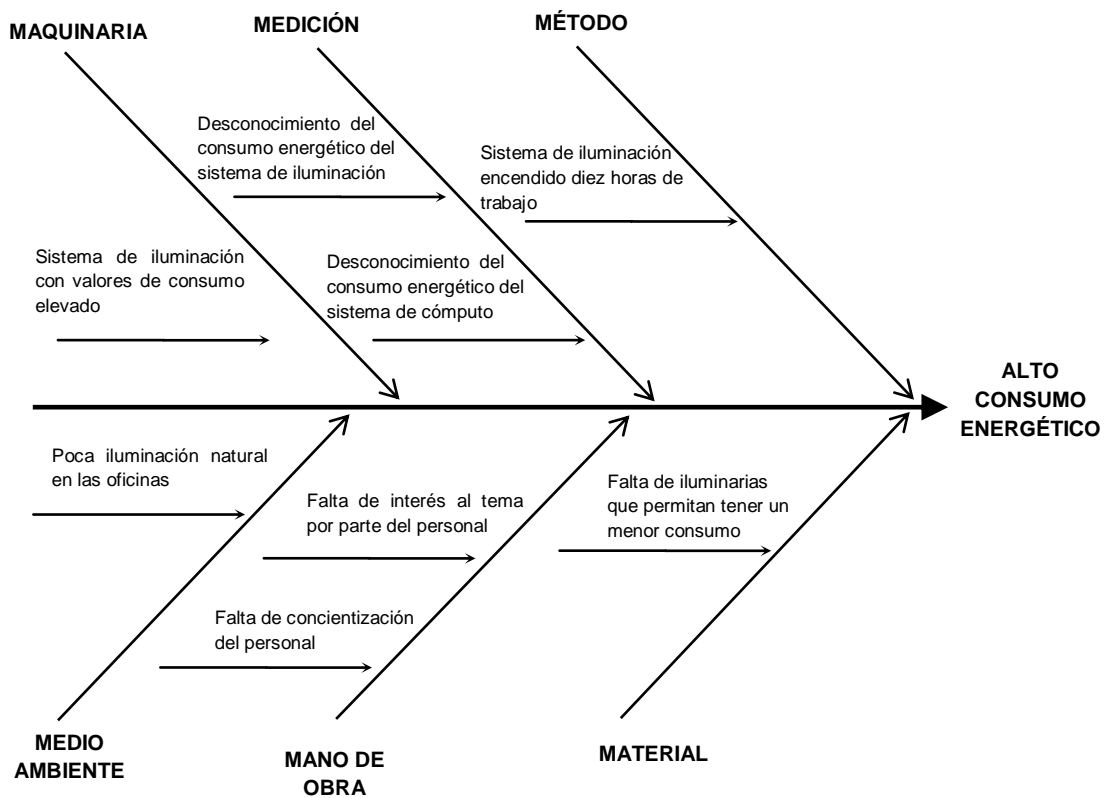 MAQUINARIA
MEDICIÓN
MÉTODO
Desconocimiento del
consumo energético del
sistema de iluminación
Sistema de iluminación
encendido diez horas de
trabajo
Sistema de iluminación
con valores de consumo
elevado
Desconocimiento del
consumo energético del
sistema de cómputo
ALTO
CONSUMO
ENERGÉTICO
Poca iluminación natural
en las oficinas
Falta de interés al tema
por parte del personal
Falta de iluminarias
que permitan tener un
menor consumo
Falta de concientización
del personal
MEDIO
AMBIENTE
MANO DE
OBRA
MATERIAL